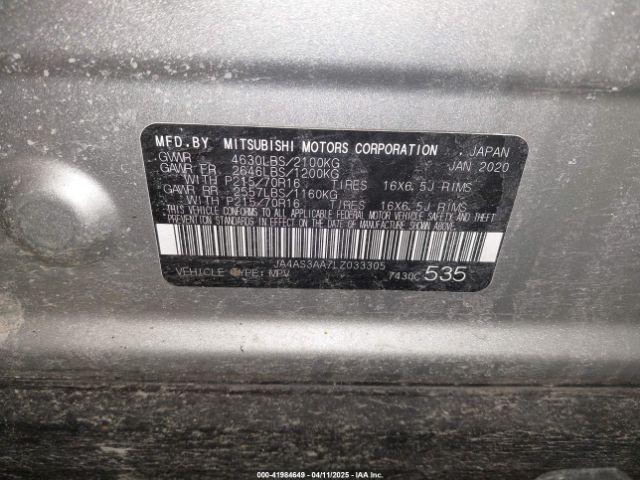 MFD.BY MITSUBISHI MOTORS CORPORATION JAPAN
GVWR 4630LBS/2100KG JAN 2020
GAWR FR 2646LBS/1200KG
WITH P215/70R16 TIRES 16X6.5J RIMS
GAWR RR 2557LBS/1160KG
WITH P215/70R16 TIRES 16X6.5J RIMS
THIS VEHICLE CONFORMS TO ALL APPLICABLE FEDERAL MOTOR VEHICLE SAFETY AND THEFT
PREVENTION STANDARDS IN EFFECT ON THE DATE OF MANUFACTURE SHOWN ABOVE.
JA4AS3AA7LZ033305
VEHICLE TYPE: MPV 7430C 535
000-41984649 - 04/11/2025 - IAA Inc.